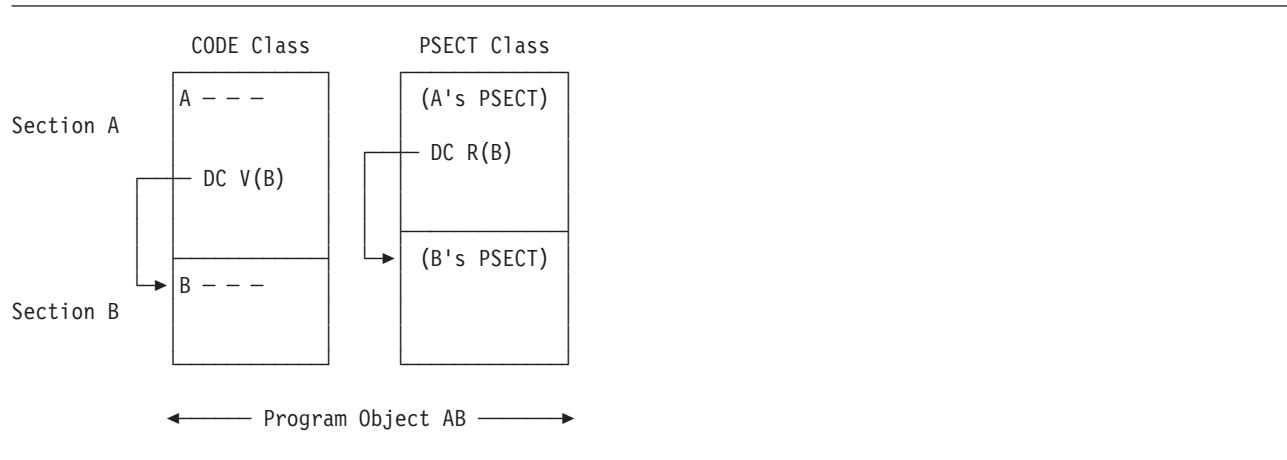 CODE Class PSECT Class
A – – – (A's PSECT)
Section A
DC R(B)
DC V(B)
(B's PSECT)
B – – –
Section B
Program Object AB